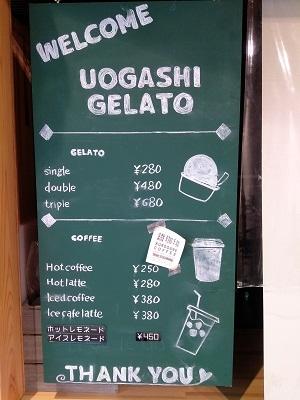 WELCOME
UOGASHI
GELATO
GELATO
single ¥280
double ¥480
triple ¥680
COFFEE
Hot coffee ¥250
Hot latte ¥280
Iced coffee ¥380
Ice cafe latte ¥380
ホットレモネード
アイスレモネード ¥450
THANK YOU